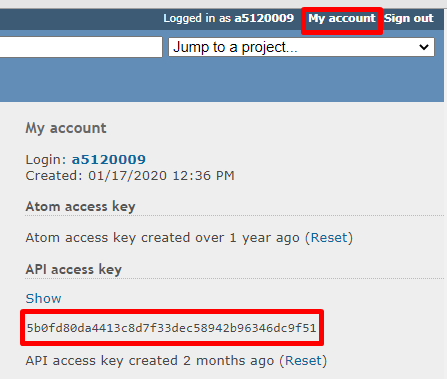 Logged in as a5120009 My account Sign out
Jump to a project...
My account
Login: a5120009
Created: 01/17/2020 12:36 PM
Atom access key
Atom access key created over 1 year ago (Reset)
API access key
Show
5b0fd80da4413c8d7f33dec58942b96346dc9f51
API access key created 2 months ago (Reset)